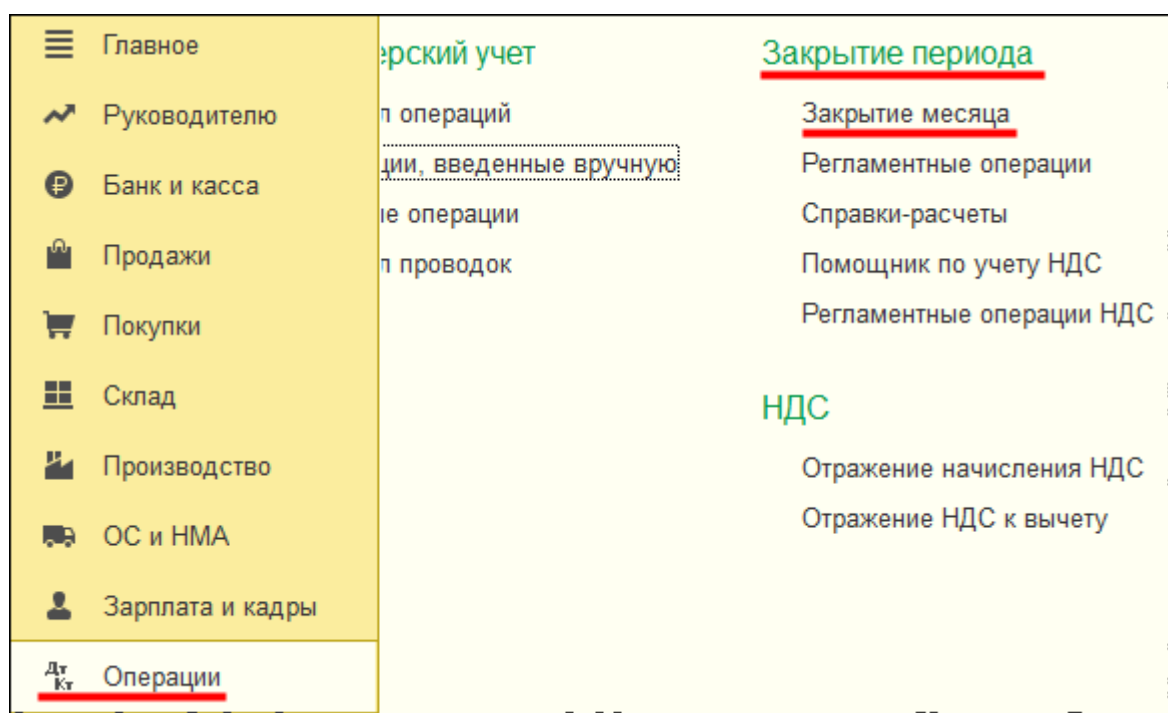 Главное
Руководителю
Банк и касса
Продажи
Покупки
Склад
Производство
ОС и НМА
Зарплата и кадры
Дт Кт Операции
ерский учет
л операций
ции, введенные вручную
ые операции
л проводок
Закрытие периода
Закрытие месяца
Регламентные операции
Справки-расчеты
Помощник по учету НДС
Регламентные операции НДС
НДС
Отражение начисления НДС
Отражение НДС к вычету